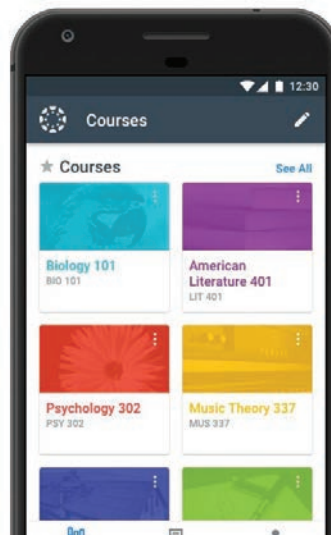 12:30
Courses
Courses
See All
Biology 101
BIO 101
American
Literature 401
LIT 401
Psychology 302
PSY 302
Music Theory 337
MUS 337